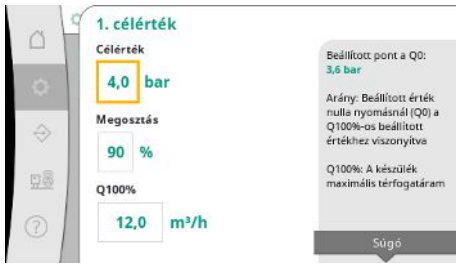 1. célérték
Célérték
4,0 bar
Megosztás
90 %
Q100%
12,0 m³/h
Beállított pont a Q0:
3,6 bar
Arány: Beállított érték
nulla nyomásnál (Q0) a
Q100%-os beállított
értékhez viszonyítva
Q100%: A készülék
maximális térfogatáram
Súgó
?